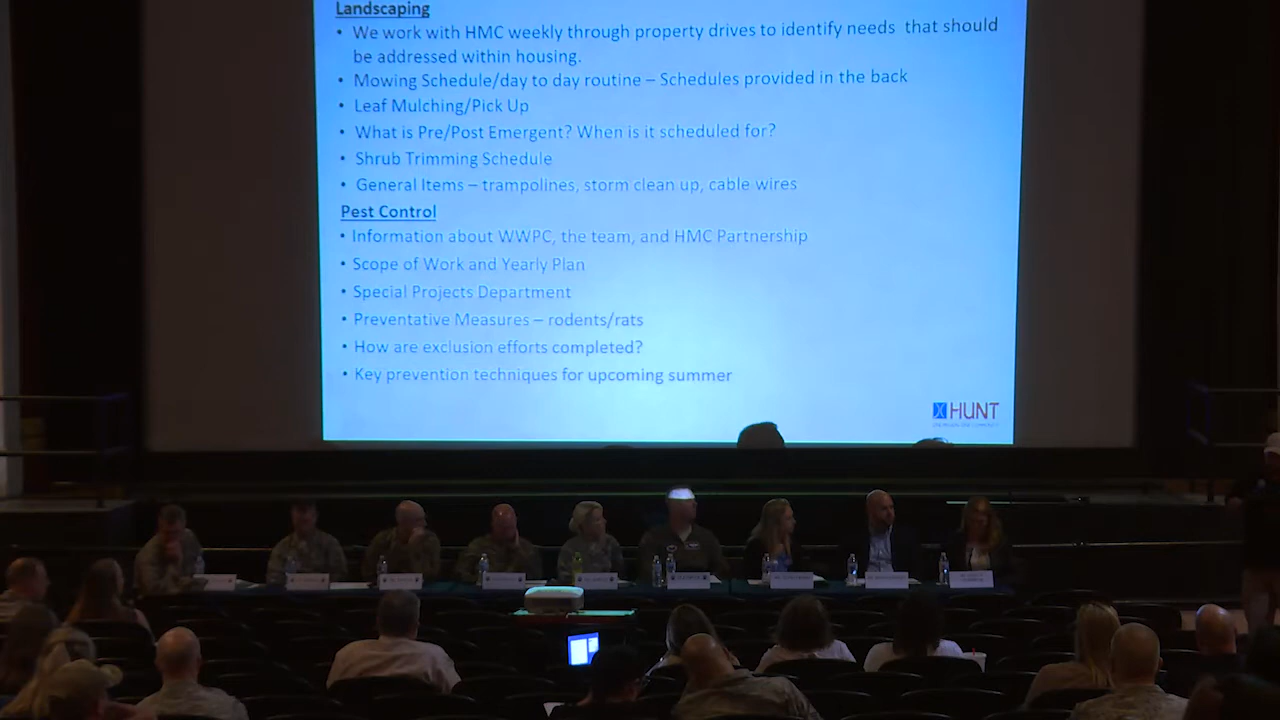 Landscaping
• We work with HMC weekly through property drives to identify needs that should
be addressed within housing.
• Mowing Schedule/day to day routine – Schedules provided in the back
• Leaf Mulching/Pick Up
• What is Pre/Post Emergent? When is it scheduled for?
• Shrub Trimming Schedule
• General Items – trampolines, storm clean up, cable wires
Pest Control
• Information about WWPC, the team, and HMC Partnership
• Scope of Work and Yearly Plan
• Special Projects Department
• Preventative Measures – rodents/rats
• How are exclusion efforts completed?
• Key prevention techniques for upcoming summer
HUNT